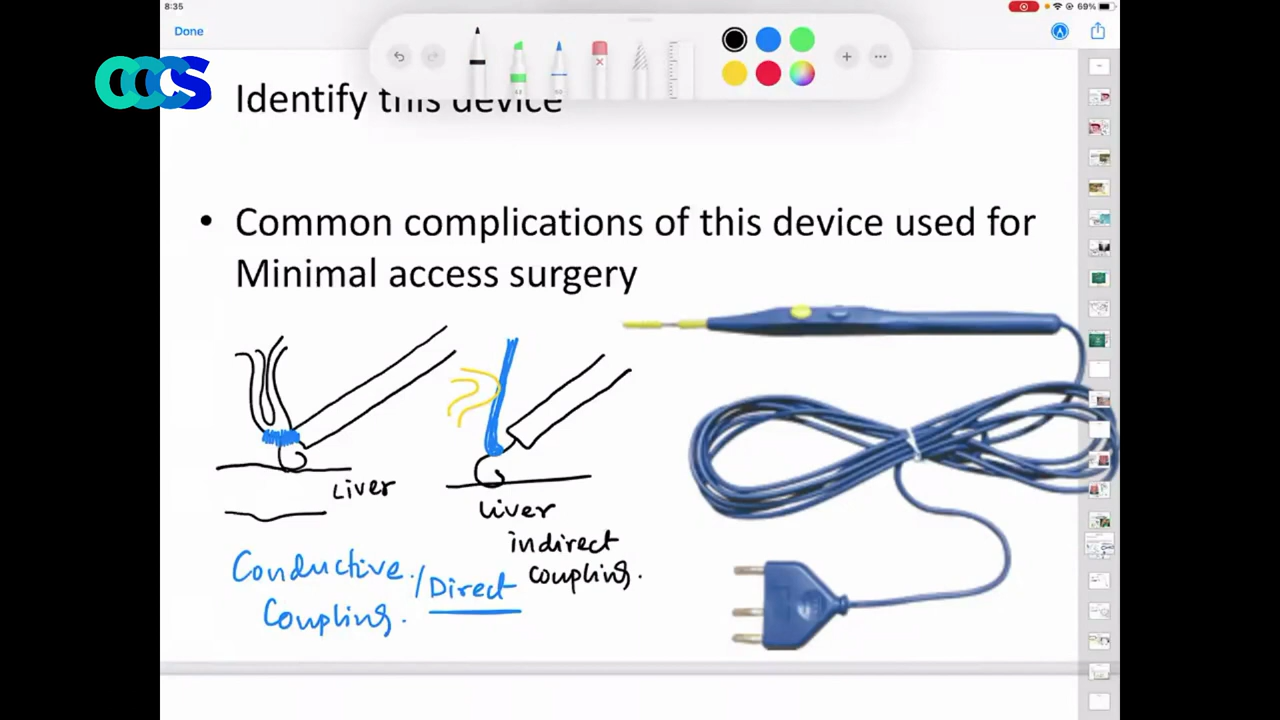 8:35
69%
Done
CCCS
Identify this device
• Common complications of this device used for
Minimal access surgery
Liver
Liver
indirect
coupling.
Conductive / Direct
Coupling.